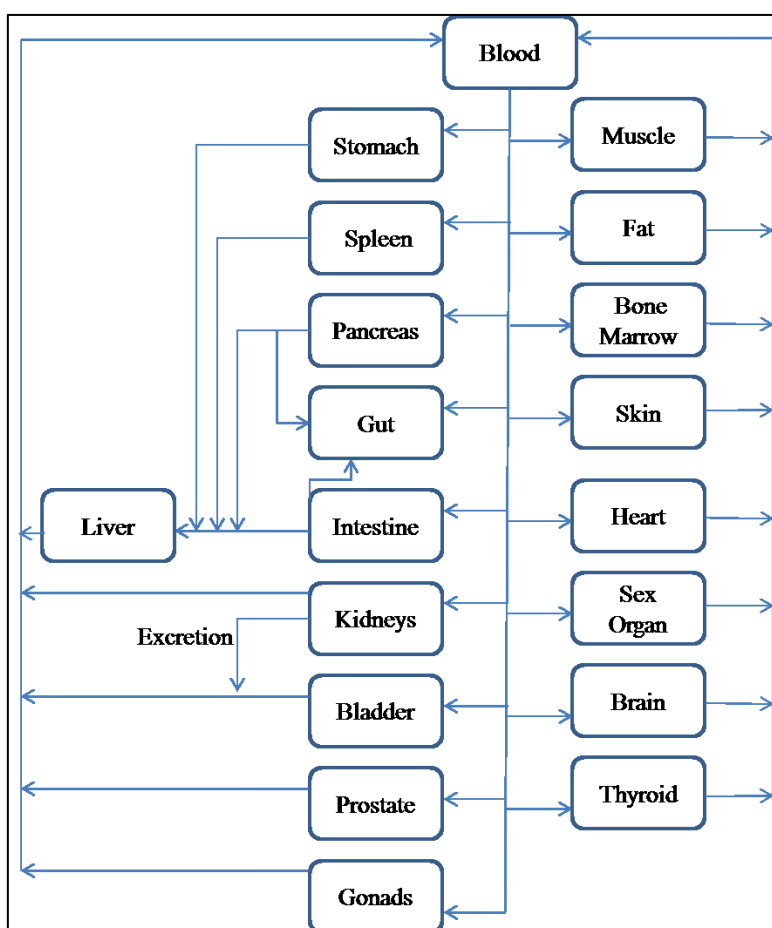 Blood
Stomach
Muscle
Spleen
Fat
Pancreas
Bone
Marrow
Gut
Skin
Liver
Intestine
Heart
Kidneys
Sex
Organ
Excretion
Bladder
Brain
Prostate
Thyroid
Gonads